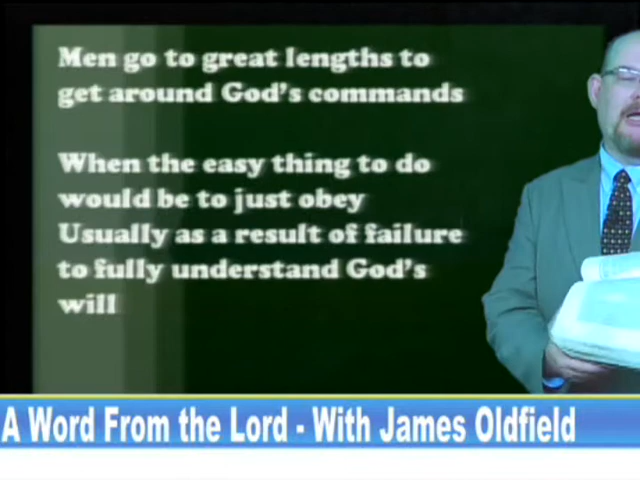 Men go to great lengths to
get around God's commands
When the easy thing to do
would be to just obey
Usually as a result of failure
to fully understand God's
will
A Word From the Lord - With James Oldfield